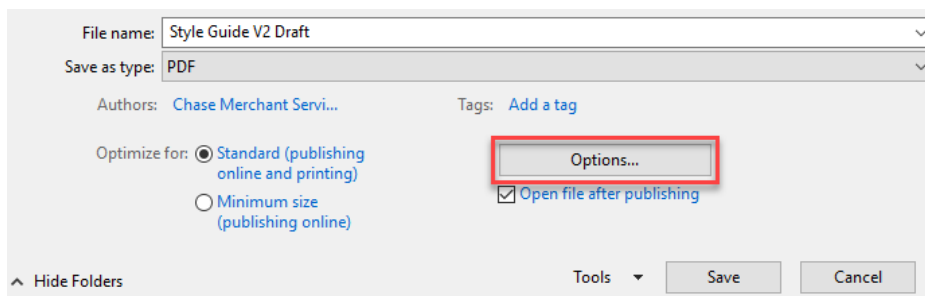 File name: Style Guide V2 Draft
Save as type: PDF
Authors: Chase Merchant Servi...
Tags: Add a tag
Optimize for: Standard (publishing
online and printing)
Minimum size
(publishing online)
Options...
Open file after publishing
Hide Folders
Tools
Save
Cancel